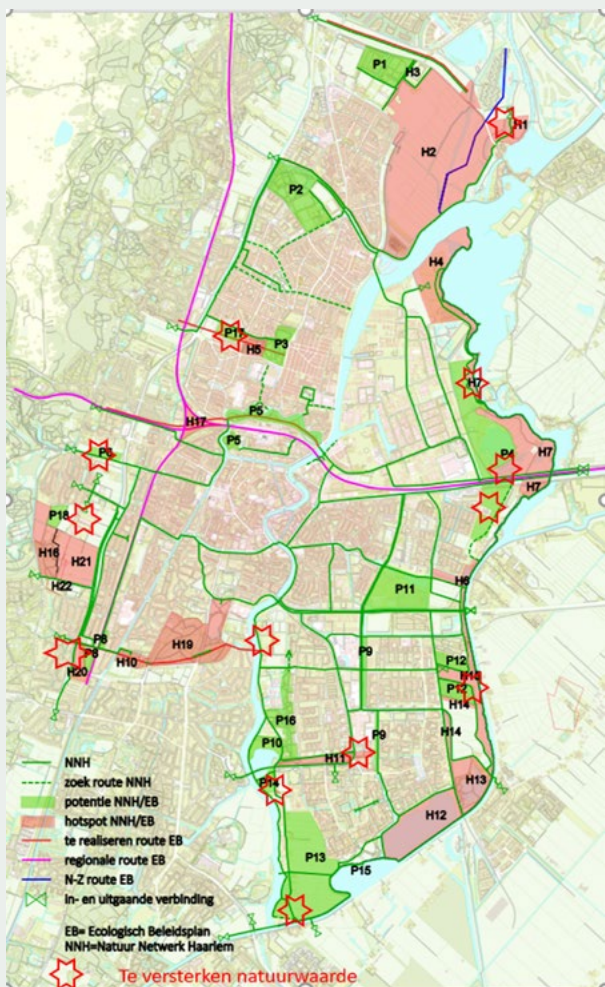 P1
H3
H1
H2
P2
H4
P17
P3
H5
H7
P5
H17
P5
P4
H7
H7
P18
H16
H21
H22
H6
P11
P8
P8
H20
H10
H19
P9
P12
H15
P12
H14
H14
P16
P10
P9
H11
P14
H13
H12
P13
P15
NNH
zoek route NNH
potentie NNH/EB
hotspot NNH/EB
te realiseren route EB
regionale route EB
N-Z route EB
in- en uitgaande verbinding
EB= Ecologisch Beleidsplan
NNH=Natuur Netwerk Haarlem
Te versterken natuurwaarde